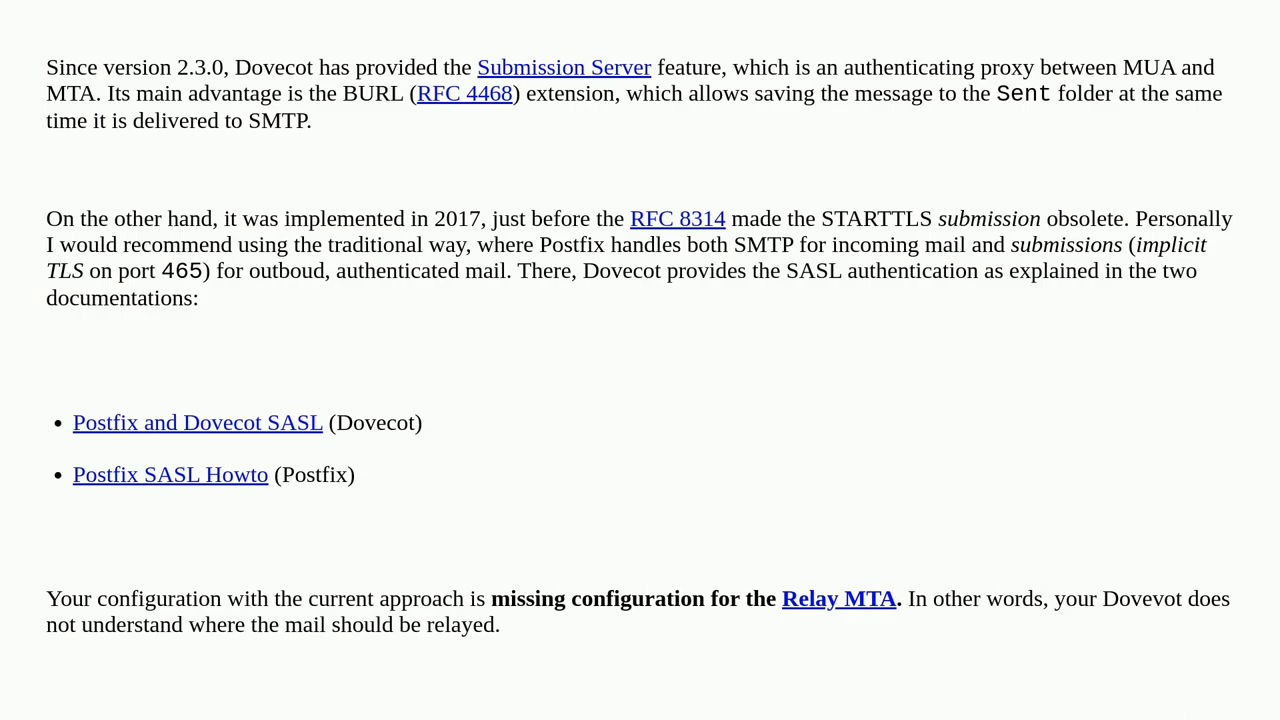 Since version 2.3.0, Dovecot has provided the Submission Server feature, which is an authenticating proxy between MUA and
MTA. Its main advantage is the BURL (RFC 4468) extension, which allows saving the message to the Sent folder at the same
time it is delivered to SMTP.
On the other hand, it was implemented in 2017, just before the RFC 8314 made the STARTTLS submission obsolete. Personally
I would recommend using the traditional way, where Postfix handles both SMTP for incoming mail and submissions (implicit
TLS on port 465) for outboud, authenticated mail. There, Dovecot provides the SASL authentication as explained in the two
documentations:
• Postfix and Dovecot SASL (Dovecot)
• Postfix SASL Howto (Postfix)
Your configuration with the current approach is missing configuration for the Relay MTA. In other words, your Dovevot does
not understand where the mail should be relayed.